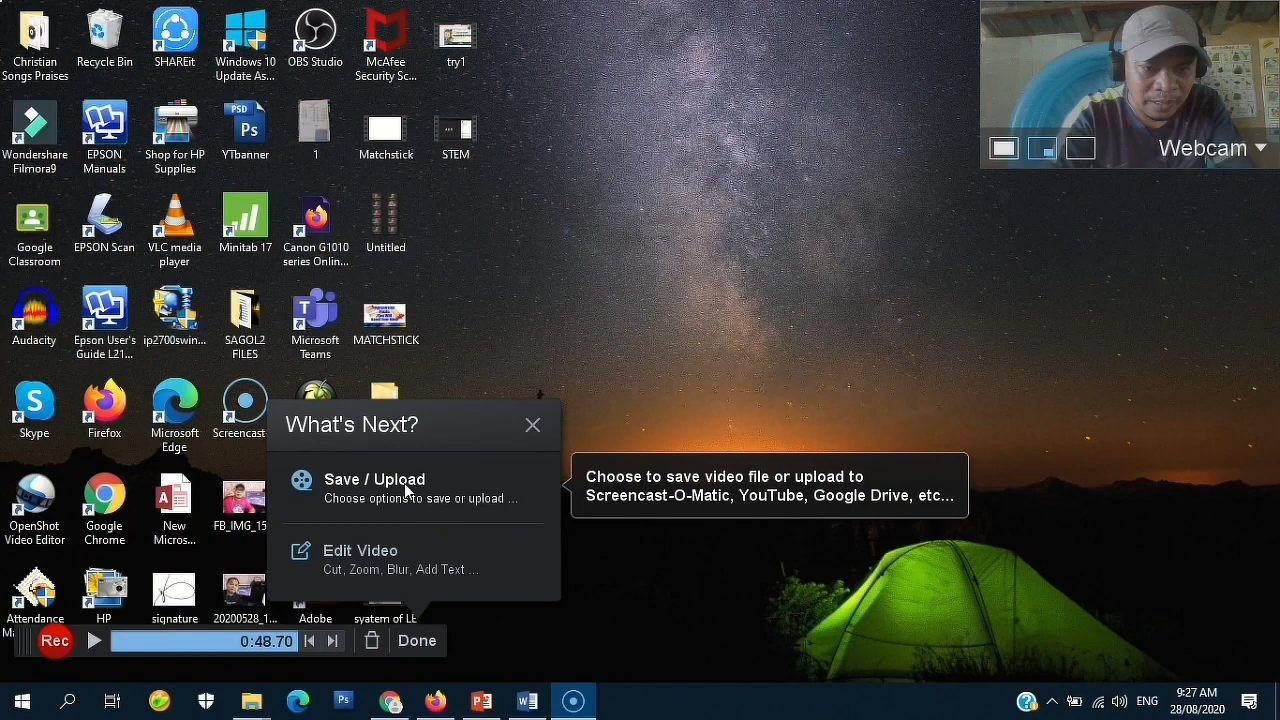 Christian
Songs Praises
Recycle Bin
SHAREit
Windows 10
Update As...
OBS Studio
McAfee
Security Sc...
try1
Wondershare
Filmora9
EPSON
Manuals
Shop for HP
Supplies
PSD
Ps
YTbanner
1
Matchstick
STEM
Google
Classroom
EPSON Scan
VLC media
player
Minitab 17
Canon G1010
series Onlin...
Untitled
Audacity
Epson User's
Guide L21...
ip2700swin...
SAGOL2
FILES
Microsoft
Teams
MATCHSTICK
Skype
Firefox
Microsoft
Edge
Screencast
OpenShot
Video Editor
Google
Chrome
New
Micros...
FB_IMG_15
Attendance
HP
signature
20200528_1...
Adobe
system of LE
Webcam
What's Next?
Save / Upload
Choose options to save or upload ...
Edit Video
Cut, Zoom, Blur, Add Text ...
Choose to save video file or upload to
Screencast-O-Matic, YouTube, Google Drive, etc...
Rec
0:48.70
Done
ENG
9:27 AM
28/08/2020